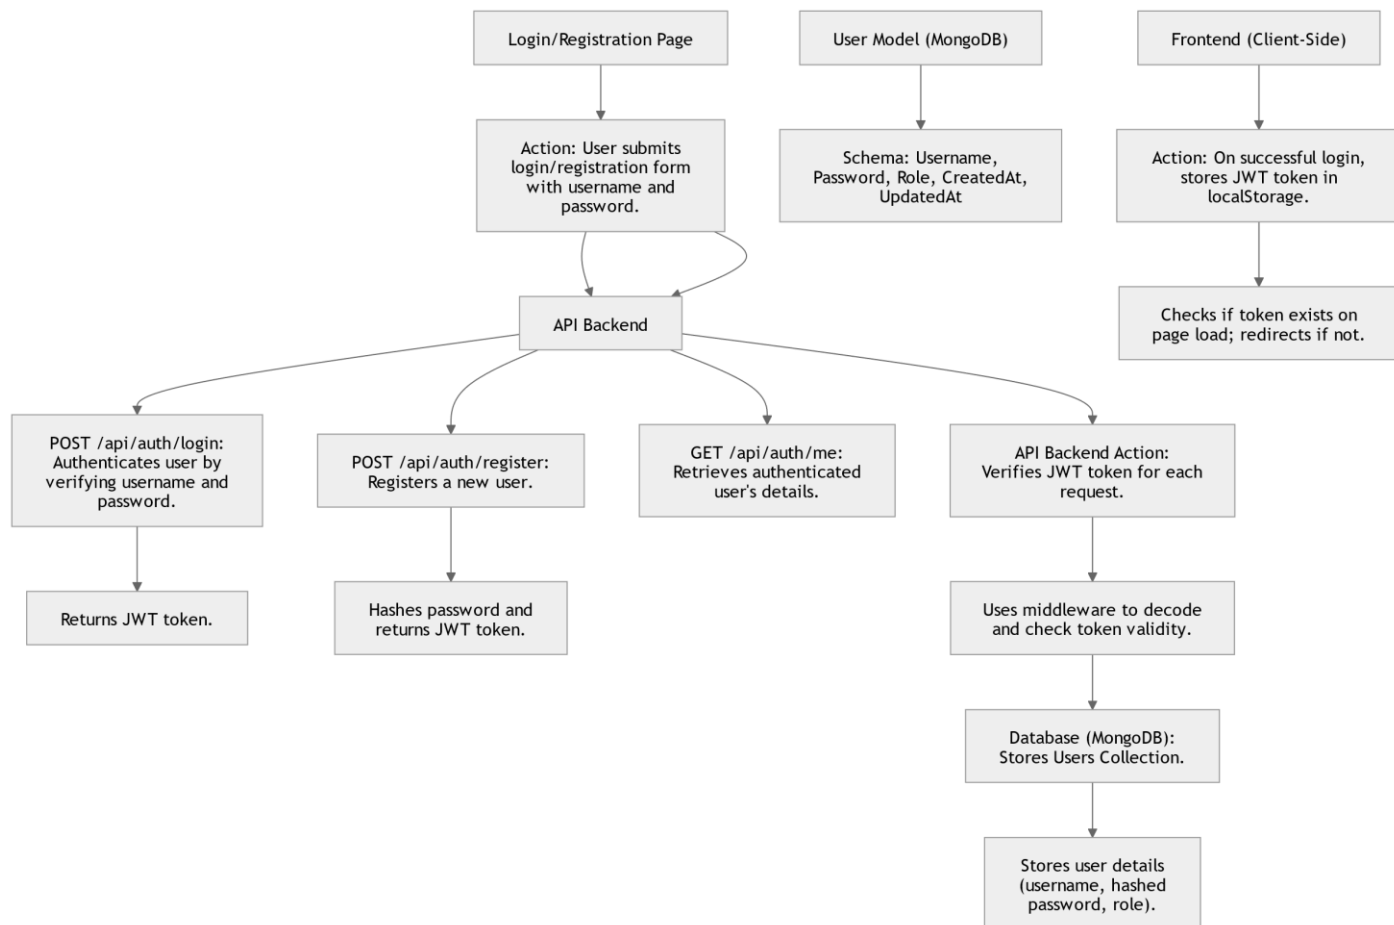 Login/Registration Page
User Model (MongoDB)
Frontend (Client-Side)
Action: User submits
login/registration form
with username and
password.
Schema: Username,
Password, Role, CreatedAt,
UpdatedAt
Action: On successful login,
stores JWT token in
localStorage.
API Backend
Checks if token exists on
page load; redirects if not.
POST /api/auth/login:
Authenticates user by
verifying username and
password.
POST /api/auth/register:
Registers a new user.
GET /api/auth/me:
Retrieves authenticated
user's details.
API Backend Action:
Verifies JWT token for each
request.
Returns JWT token.
Hashes password and
returns JWT token.
Uses middleware to decode
and check token validity.
Database (MongoDB):
Stores Users Collection.
Stores user details
(username, hashed
password, role).